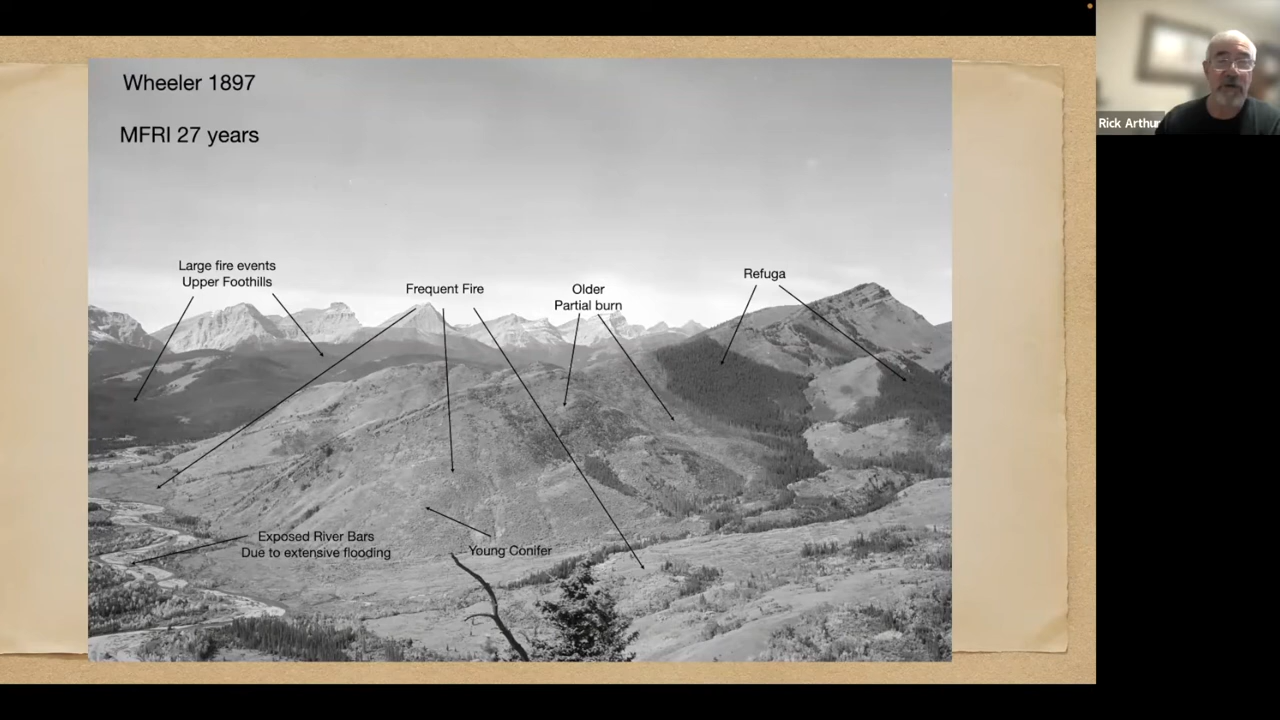 Wheeler 1897
MFRI 27 years
Rick Arthur
Large fire events
Upper Foothills
Frequent Fire
Older
Partial burn
Refuga
Exposed River Bars
Due to extensive flooding
Young Conifer